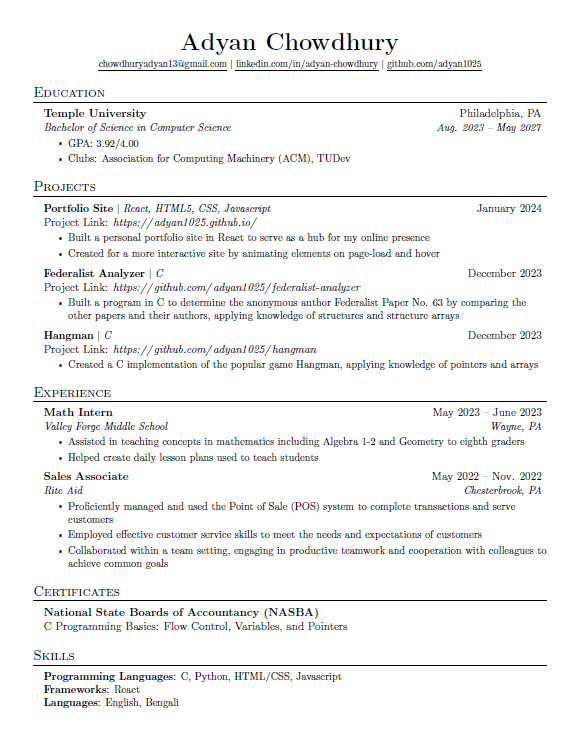 Adyan Chowdhury
chowdhuryadyan13@gmail.com | linkedin.com/in/adyan-chowdhury | github.com/adyan1025
Education
Temple University Philadelphia, PA
Bachelor of Science in Computer Science Aug. 2023 – May 2027
• GPA: 3.92/4.00
• Clubs: Association for Computing Machinery (ACM), TUDev
Projects
Portfolio Site | React, HTML5, CSS, Javascript January 2024
Project Link: https://adyan1025.github.io/
• Built a personal portfolio site in React to serve as a hub for my online presence
• Created for a more interactive site by animating elements on page-load and hover
Federalist Analyzer | C December 2023
Project Link: https://github.com/adyan1025/federalist-analyzer
• Built a program in C to determine the anonymous author Federalist Paper No. 63 by comparing the
other papers and their authors, applying knowledge of structures and structure arrays
Hangman | C December 2023
Project Link: https://github.com/adyan1025/hangman
• Created a C implementation of the popular game Hangman, applying knowledge of pointers and arrays
Experience
Math Intern May 2023 – June 2023
Valley Forge Middle School Wayne, PA
• Assisted in teaching concepts in mathematics including Algebra 1-2 and Geometry to eighth graders
• Helped create daily lesson plans used to teach students
Sales Associate May 2022 – Nov. 2022
Rite Aid Chesterbrook, PA
• Proficiently managed and used the Point of Sale (POS) system to complete transactions and serve
customers
• Employed effective customer service skills to meet the needs and expectations of customers
• Collaborated within a team setting, engaging in productive teamwork and cooperation with colleagues to
achieve common goals
Certificates
National State Boards of Accountancy (NASBA)
C Programming Basics: Flow Control, Variables, and Pointers
Skills
Programming Languages: C, Python, HTML/CSS, Javascript
Frameworks: React
Languages: English, Bengali